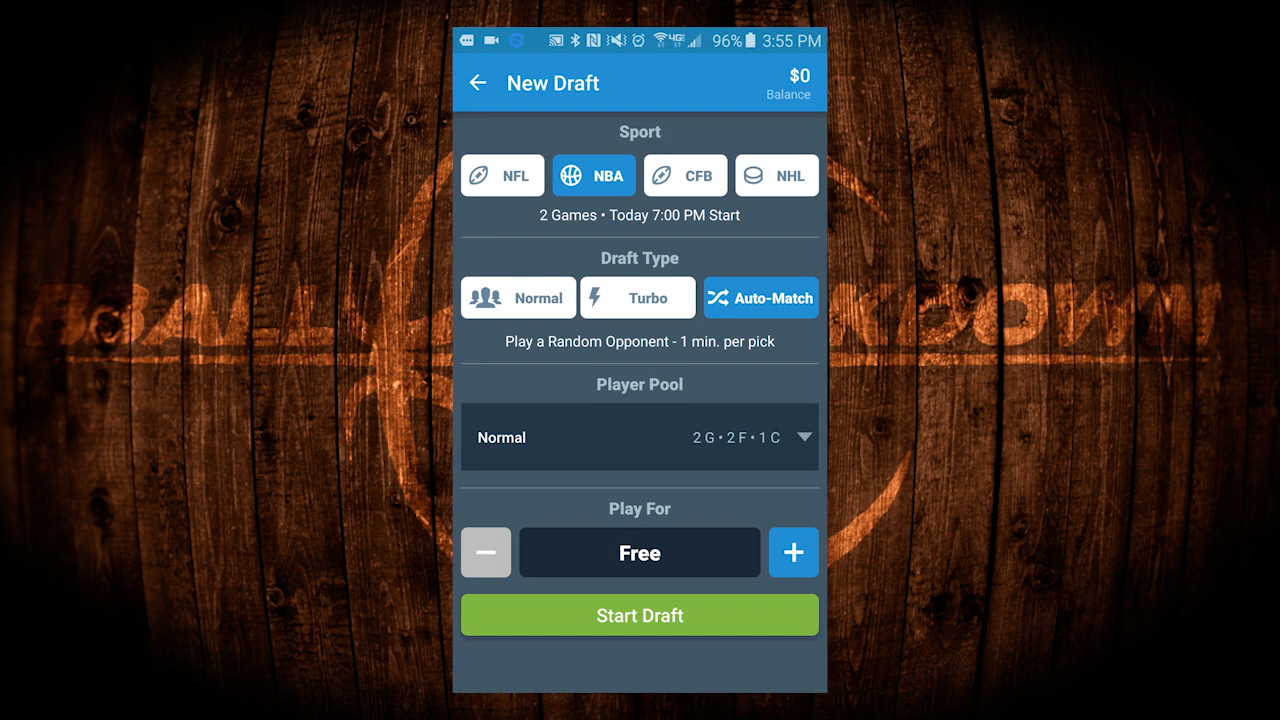 96% 3:55 PM
New Draft
$0
Balance
Sport
NFL NBA CFB NHL
2 Games • Today 7:00 PM Start
Draft Type
Normal Turbo Auto-Match
Play a Random Opponent - 1 min. per pick
Player Pool
Normal 2 G • 2 F • 1 C
Play For
Free
Start Draft